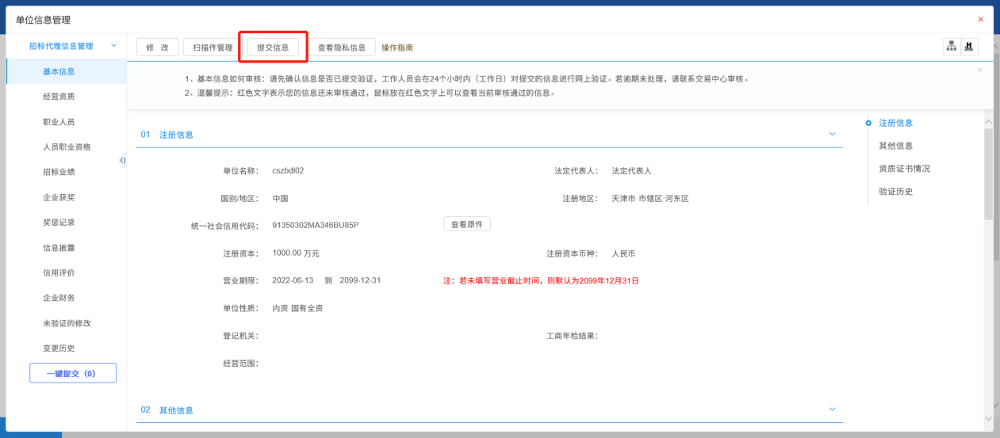 单位信息管理
×
招标代理信息管理
基本信息
经营资质
职业人员
人员职业资格
招标业绩
企业获奖
奖惩记录
信息披露
信用评价
企业财务
未验证的修改
变更历史
一键提交（0）
修 改 扫描件管理 提交信息 查看隐私信息 操作指南
1、基本信息如何审核：请先确认信息是否已提交验证，工作人员会在24个小时内（工作日）对提交的信息进行网上验证。若逾期未处理，请联系交易中心审核。
2、温馨提示：红色文字表示您的信息还未审核通过，鼠标放在红色文字上可以查看当前审核通过的信息。
01 注册信息
单位名称： cszbdl02 法定代表人： 法定代表人
国别/地区： 中国 注册地区： 天津市·市辖区·河东区
统一社会信用代码： 91350302MA346BU85P 查看原件
注册资本： 1000.00 万元 注册资本币种： 人民币
营业期限： 2022-06-13 到 2099-12-31 注：若未填写营业截止时间，则默认为2099年12月31日
单位性质： 内资·国有全资
登记机关： 工商年检结果：
经营范围：
02 其他信息
注册信息
其他信息
资质证书情况
验证历史